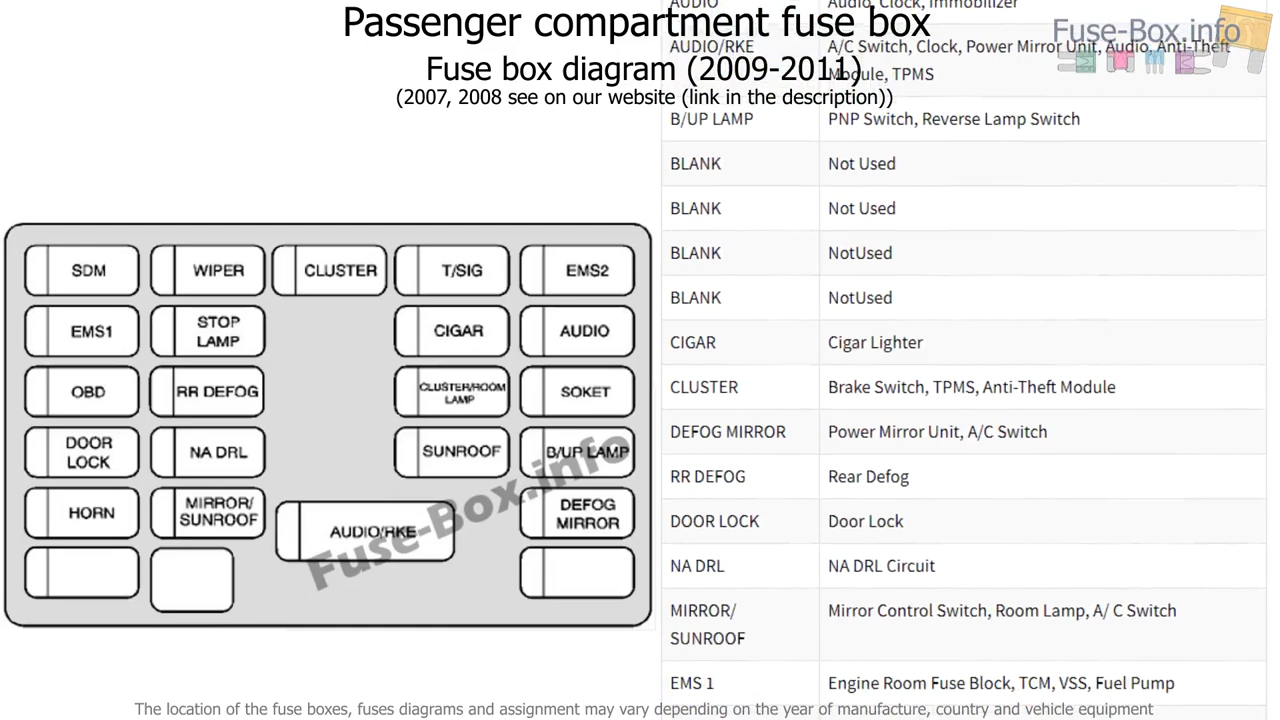 Passenger compartment fuse box
Fuse box diagram (2009-2011)
(2007, 2008 see on our website (link in the description))
Fuse-Box.info
SDM
WIPER
CLUSTER
T/SIG
EMS2
EMS1
STOP
LAMP
CIGAR
AUDIO
OBD
RR DEFOG
CLUSTER/ROOM
LAMP
SOKET
DOOR
LOCK
NA DRL
SUNROOF
B/UP LAMP
HORN
MIRROR/
SUNROOF
AUDIO/RKE
DEFOG
MIRROR
Fuse-Box.info
AUDIO Audio, Clock, Immobilizer
AUDIO/RKE A/C Switch, Clock, Power Mirror Unit, Audio, Anti-Theft
Module, TPMS
B/UP LAMP PNP Switch, Reverse Lamp Switch
BLANK Not Used
BLANK Not Used
BLANK NotUsed
BLANK NotUsed
CIGAR Cigar Lighter
CLUSTER Brake Switch, TPMS, Anti-Theft Module
DEFOG MIRROR Power Mirror Unit, A/C Switch
RR DEFOG Rear Defog
DOOR LOCK Door Lock
NA DRL NA DRL Circuit
MIRROR/ Mirror Control Switch, Room Lamp, A/ C Switch
SUNROOF
EMS 1 Engine Room Fuse Block, TCM, VSS, Fuel Pump
The location of the fuse boxes, fuses diagrams and assignment may vary depending on the year of manufacture, country and vehicle equipment